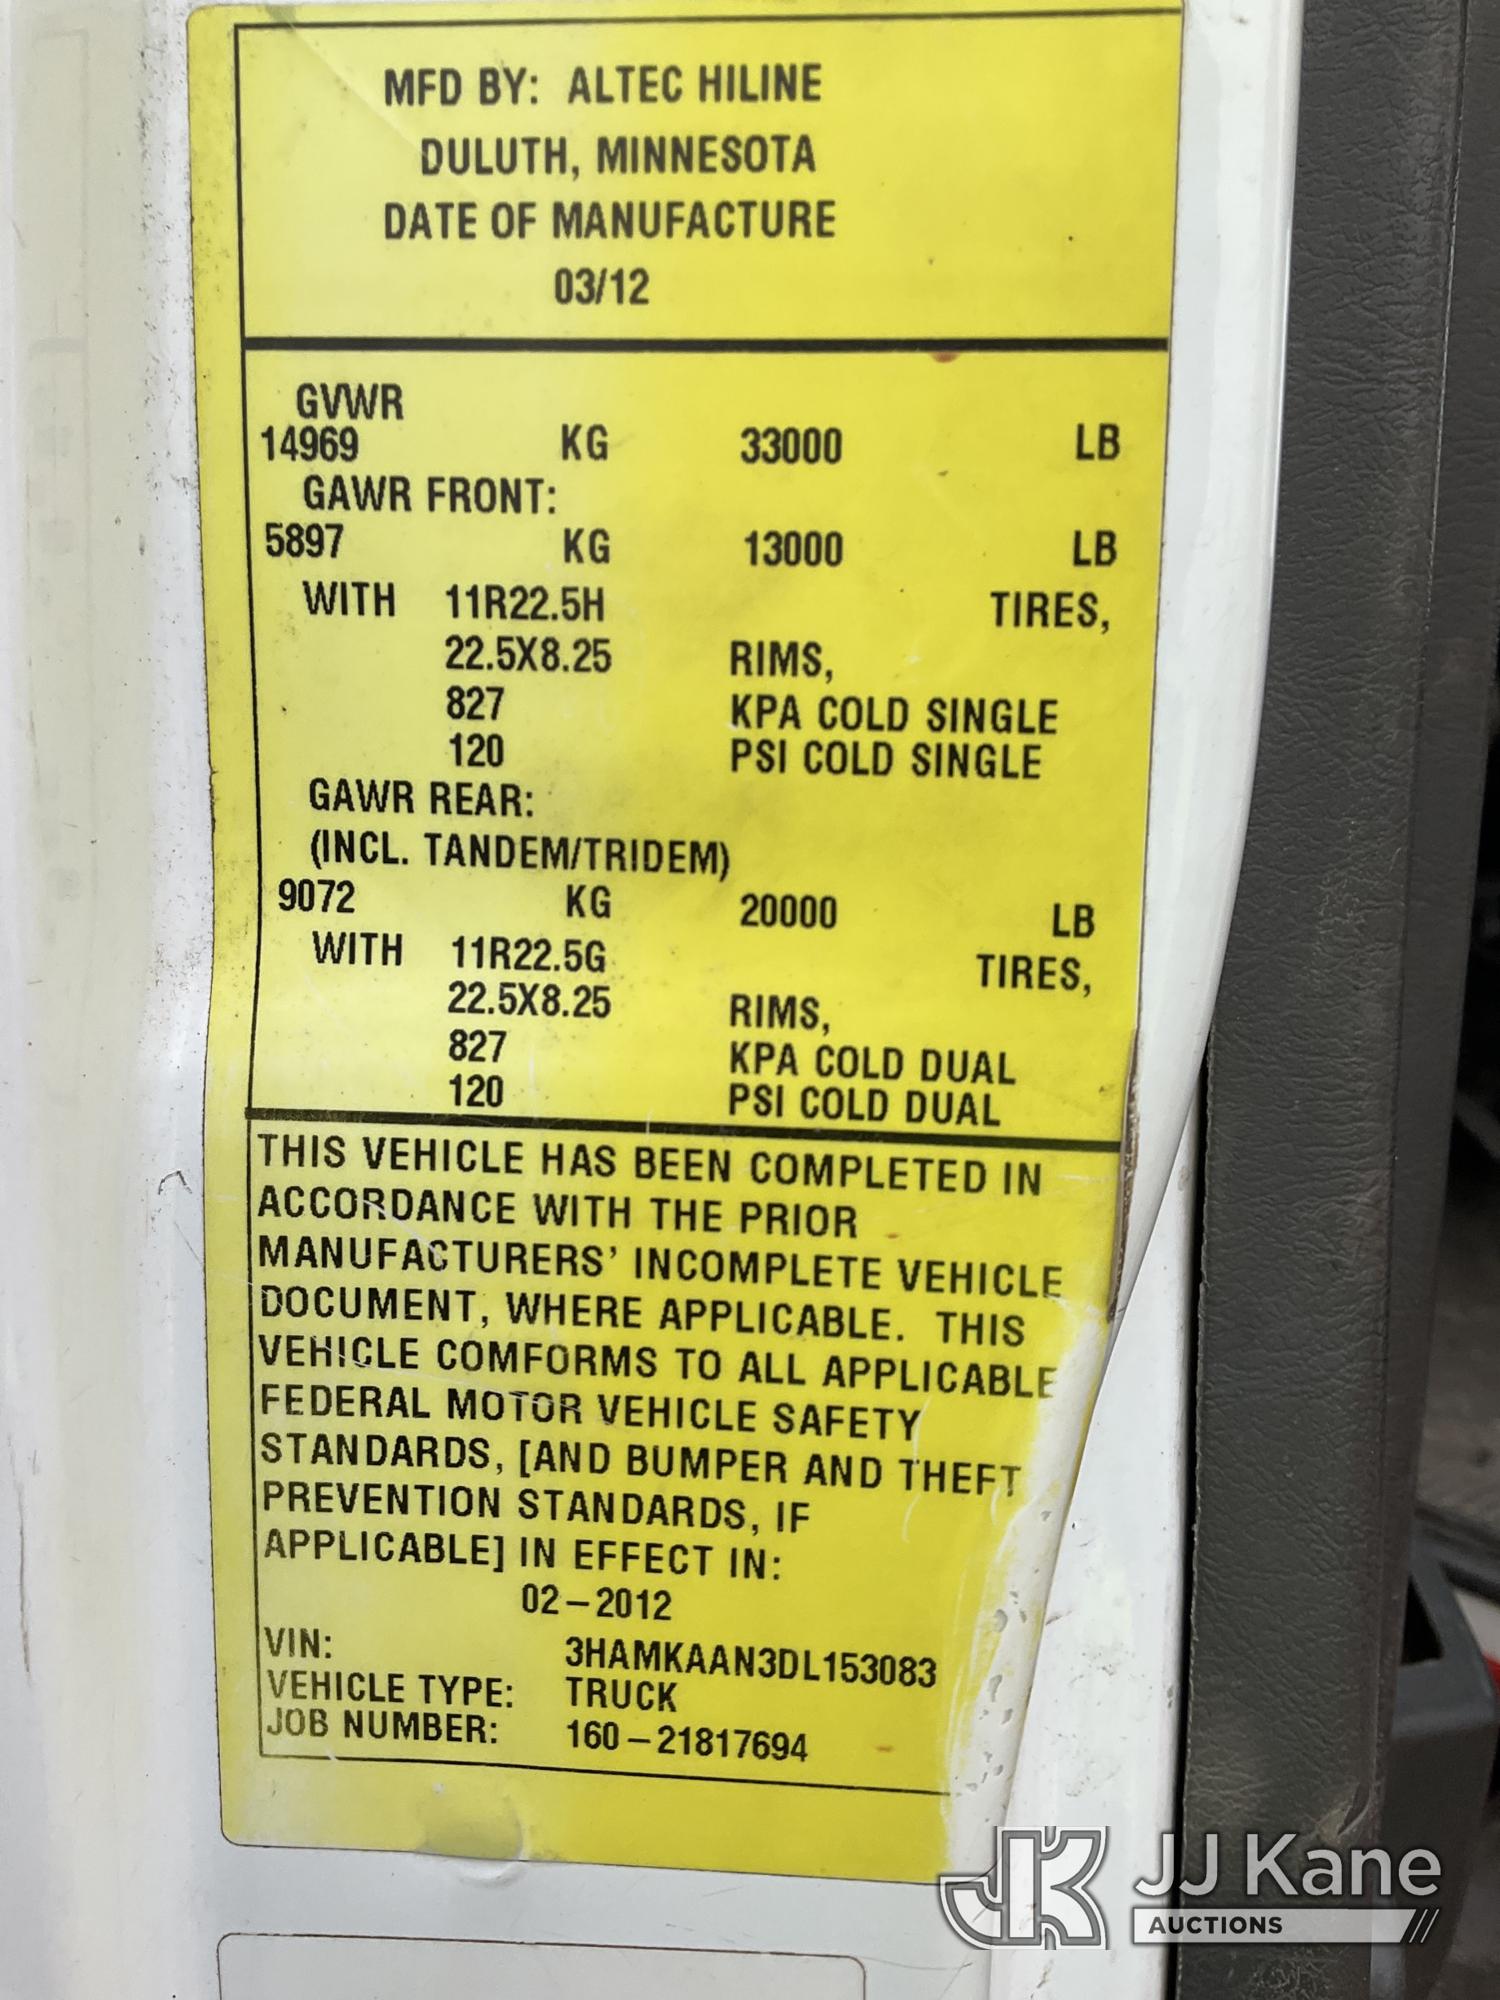 MFD BY: ALTEC HILINE
DULUTH, MINNESOTA
DATE OF MANUFACTURE
03/12
GVWR
14969 KG 33000 LB
GAWR FRONT:
5897 KG 13000 LB
WITH 11R22.5H TIRES,
22.5X8.25 RIMS,
827 KPA COLD SINGLE
120 PSI COLD SINGLE
GAWR REAR:
(INCL. TANDEM/TRIDEM)
9072 KG 20000 LB
WITH 11R22.5G TIRES,
22.5X8.25 RIMS,
827 KPA COLD DUAL
120 PSI COLD DUAL
THIS VEHICLE HAS BEEN COMPLETED IN
ACCORDANCE WITH THE PRIOR
MANUFACTURERS' INCOMPLETE VEHICLE
DOCUMENT, WHERE APPLICABLE. THIS
VEHICLE COMFORMS TO ALL APPLICABLE
FEDERAL MOTOR VEHICLE SAFETY
STANDARDS, [AND BUMPER AND THEFT
PREVENTION STANDARDS, IF
APPLICABLE] IN EFFECT IN:
02-2012
VIN: 3HAMKAAN3DL153083
VEHICLE TYPE: TRUCK
JOB NUMBER: 160-21817694
JK JJ Kane
AUCTIONS